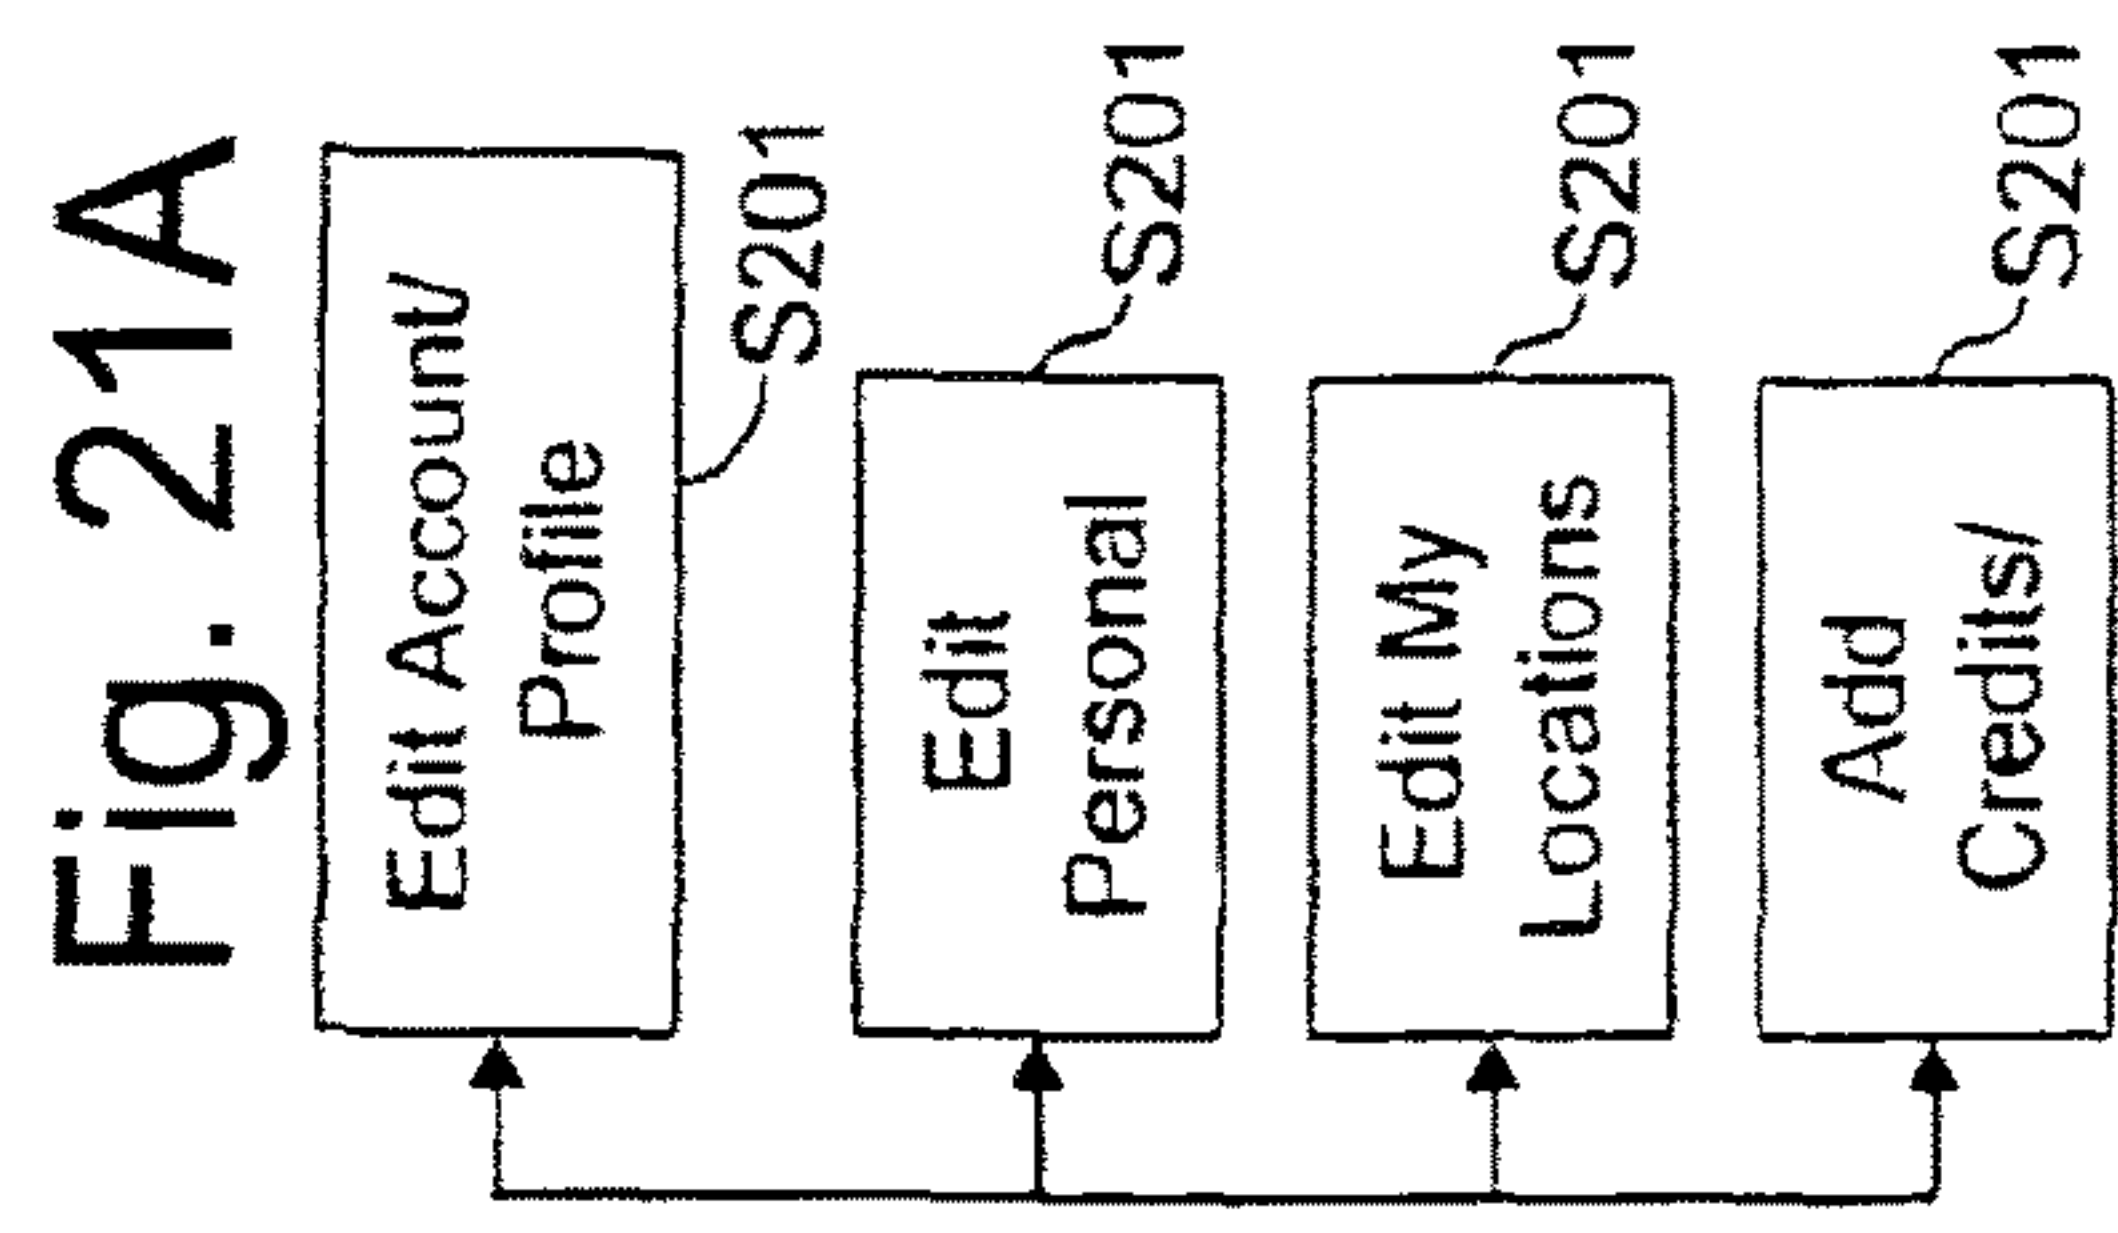 Fig. 21A
Edit Account/
Profile
S201
Edit
Personal
S201
Edit My
Locations
S201
Add
Credits/
S201